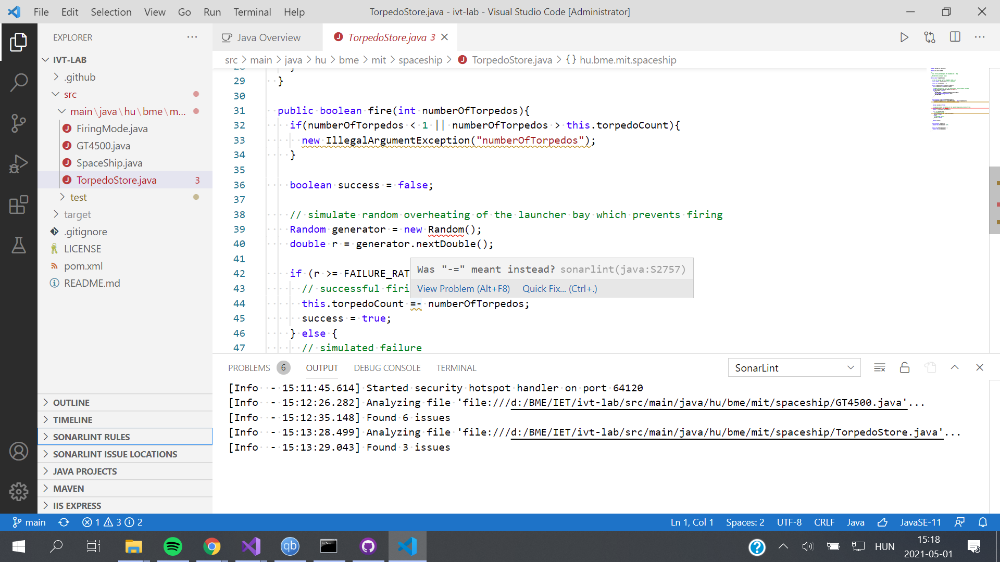 File Edit Selection View Go Run Terminal Help
TorpedoStore.java - ivt-lab - Visual Studio Code [Administrator]
EXPLORER
Java Overview
TorpedoStore.java 3
IVT-LAB
.github
src
main\java\hu\bme\m...
FiringMode.java
GT4500.java
SpaceShip.java
TorpedoStore.java 3
test
target
.gitignore
LICENSE
pom.xml
README.md
OUTLINE
TIMELINE
SONARLINT RULES
SONARLINT ISSUE LOCATIONS
JAVA PROJECTS
MAVEN
IIS EXPRESS
src > main > java > hu > bme > mit > spaceship > TorpedoStore.java > {} hu.bme.mit.spaceship
29 }
30
31 public boolean fire(int numberOfTorpedos){
32 if(numberOfTorpedos < 1 || numberOfTorpedos > this.torpedoCount){
33 new IllegalArgumentException("numberOfTorpedos");
34 }
35
36 boolean success = false;
37
38 // simulate random overheating of the launcher bay which prevents firing
39 Random generator = new Random();
40 double r = generator.nextDouble();
41
42 if (r >= FAILURE_RAT
43 // successful firi
44 this.torpedoCount =- numberOfTorpedos;
45 success = true;
46 } else {
47 // simulated failure
Was "-=" meant instead? sonarlint(java:S2757)
View Problem (Alt+F8) Quick Fix... (Ctrl+.)
PROBLEMS 6 OUTPUT DEBUG CONSOLE TERMINAL
SonarLint
[Info - 15:11:45.614] Started security hotspot handler on port 64120
[Info - 15:12:26.282] Analyzing file 'file:///d:/BME/IET/ivt-lab/src/main/java/hu/bme/mit/spaceship/GT4500.java'...
[Info - 15:12:35.148] Found 6 issues
[Info - 15:13:28.499] Analyzing file 'file:///d:/BME/IET/ivt-lab/src/main/java/hu/bme/mit/spaceship/TorpedoStore.java'...
[Info - 15:13:29.043] Found 3 issues
main 1 3 2
Ln 1, Col 1 Spaces: 2 UTF-8 CRLF Java JavaSE-11
qb
HUN
15:18
2021-05-01